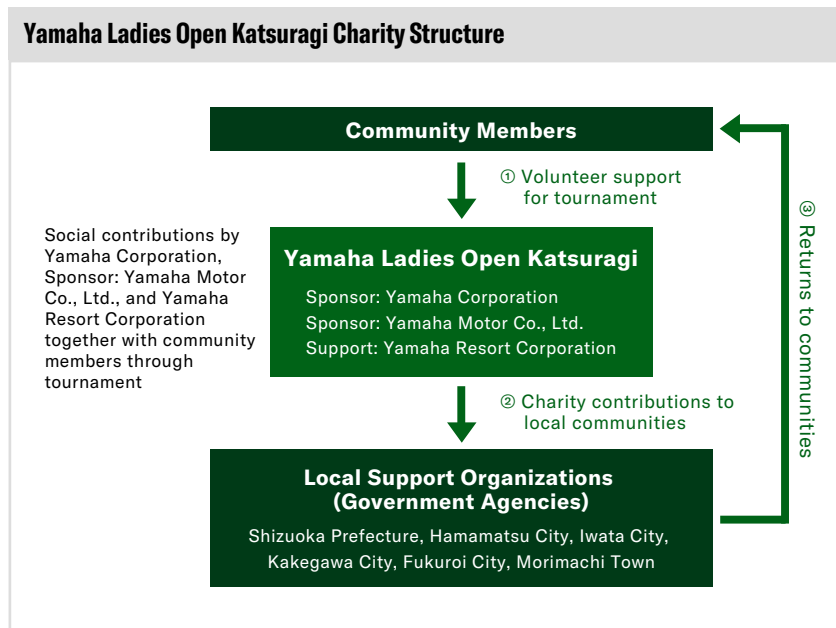 Yamaha Ladies Open Katsuragi Charity Structure
Community Members
① Volunteer support
for tournament
Social contributions by
Yamaha Corporation,
Sponsor: Yamaha Motor
Co., Ltd., and Yamaha
Resort Corporation
together with community
members through
tournament
Yamaha Ladies Open Katsuragi
Sponsor: Yamaha Corporation
Sponsor: Yamaha Motor Co., Ltd.
Support: Yamaha Resort Corporation
② Charity contributions to
local communities
Local Support Organizations
(Government Agencies)
Shizuoka Prefecture, Hamamatsu City, Iwata City,
Kakegawa City, Fukuroi City, Morimachi Town
③ Returns to communities